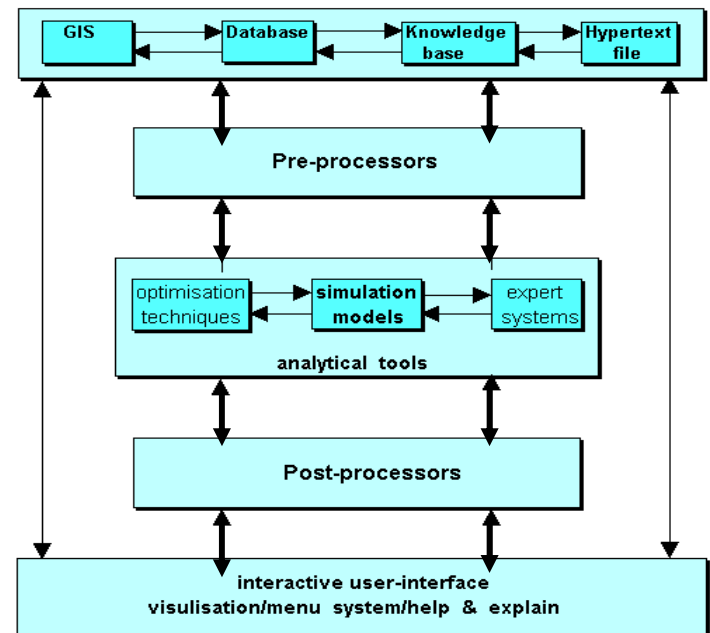 GIS
Database
Knowledge
base
Hypertext
file
Pre-processors
optimisation
techniques
simulation
models
expert
systems
analytical tools
Post-processors
interactive user-interface
visulisation/menu system/help & explain